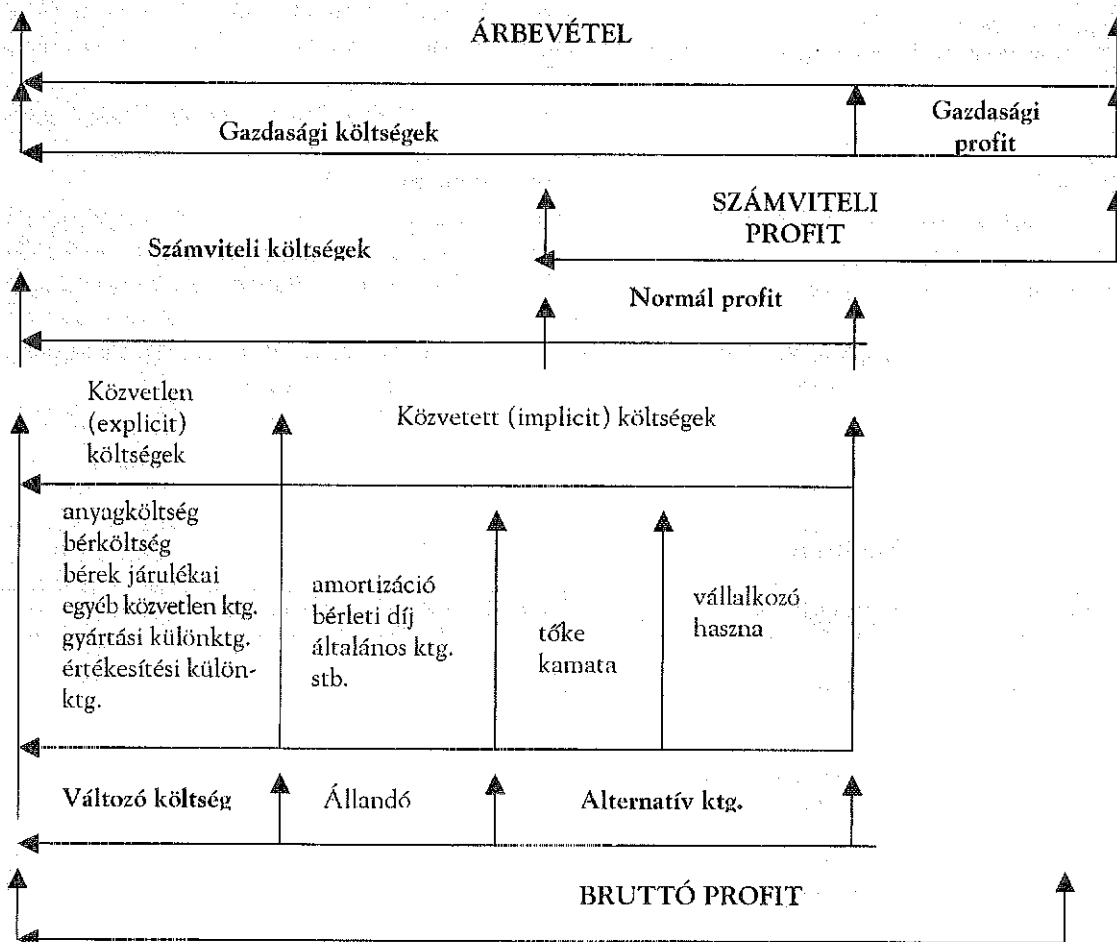 ÁRBEVÉTEL
Gazdasági költségek
Gazdasági
profit
SZÁMVITELI
PROFIT
Számviteli költségek
Normál profit
Közvetlen
(explicit)
költségek
Közvetett (implicit) költségek
anyagköltség
bérköltség
bérek járulékai
egyéb közvetlen ktg.
gyártási különktg.
értékesítési külön-
ktg.
amortizáció
bérleti díj
általános ktg.
stb.
tőke
kamata
vállalkozó
haszna
Változó költség
Állandó
Alternatív ktg.
BRUTTÓ PROFIT